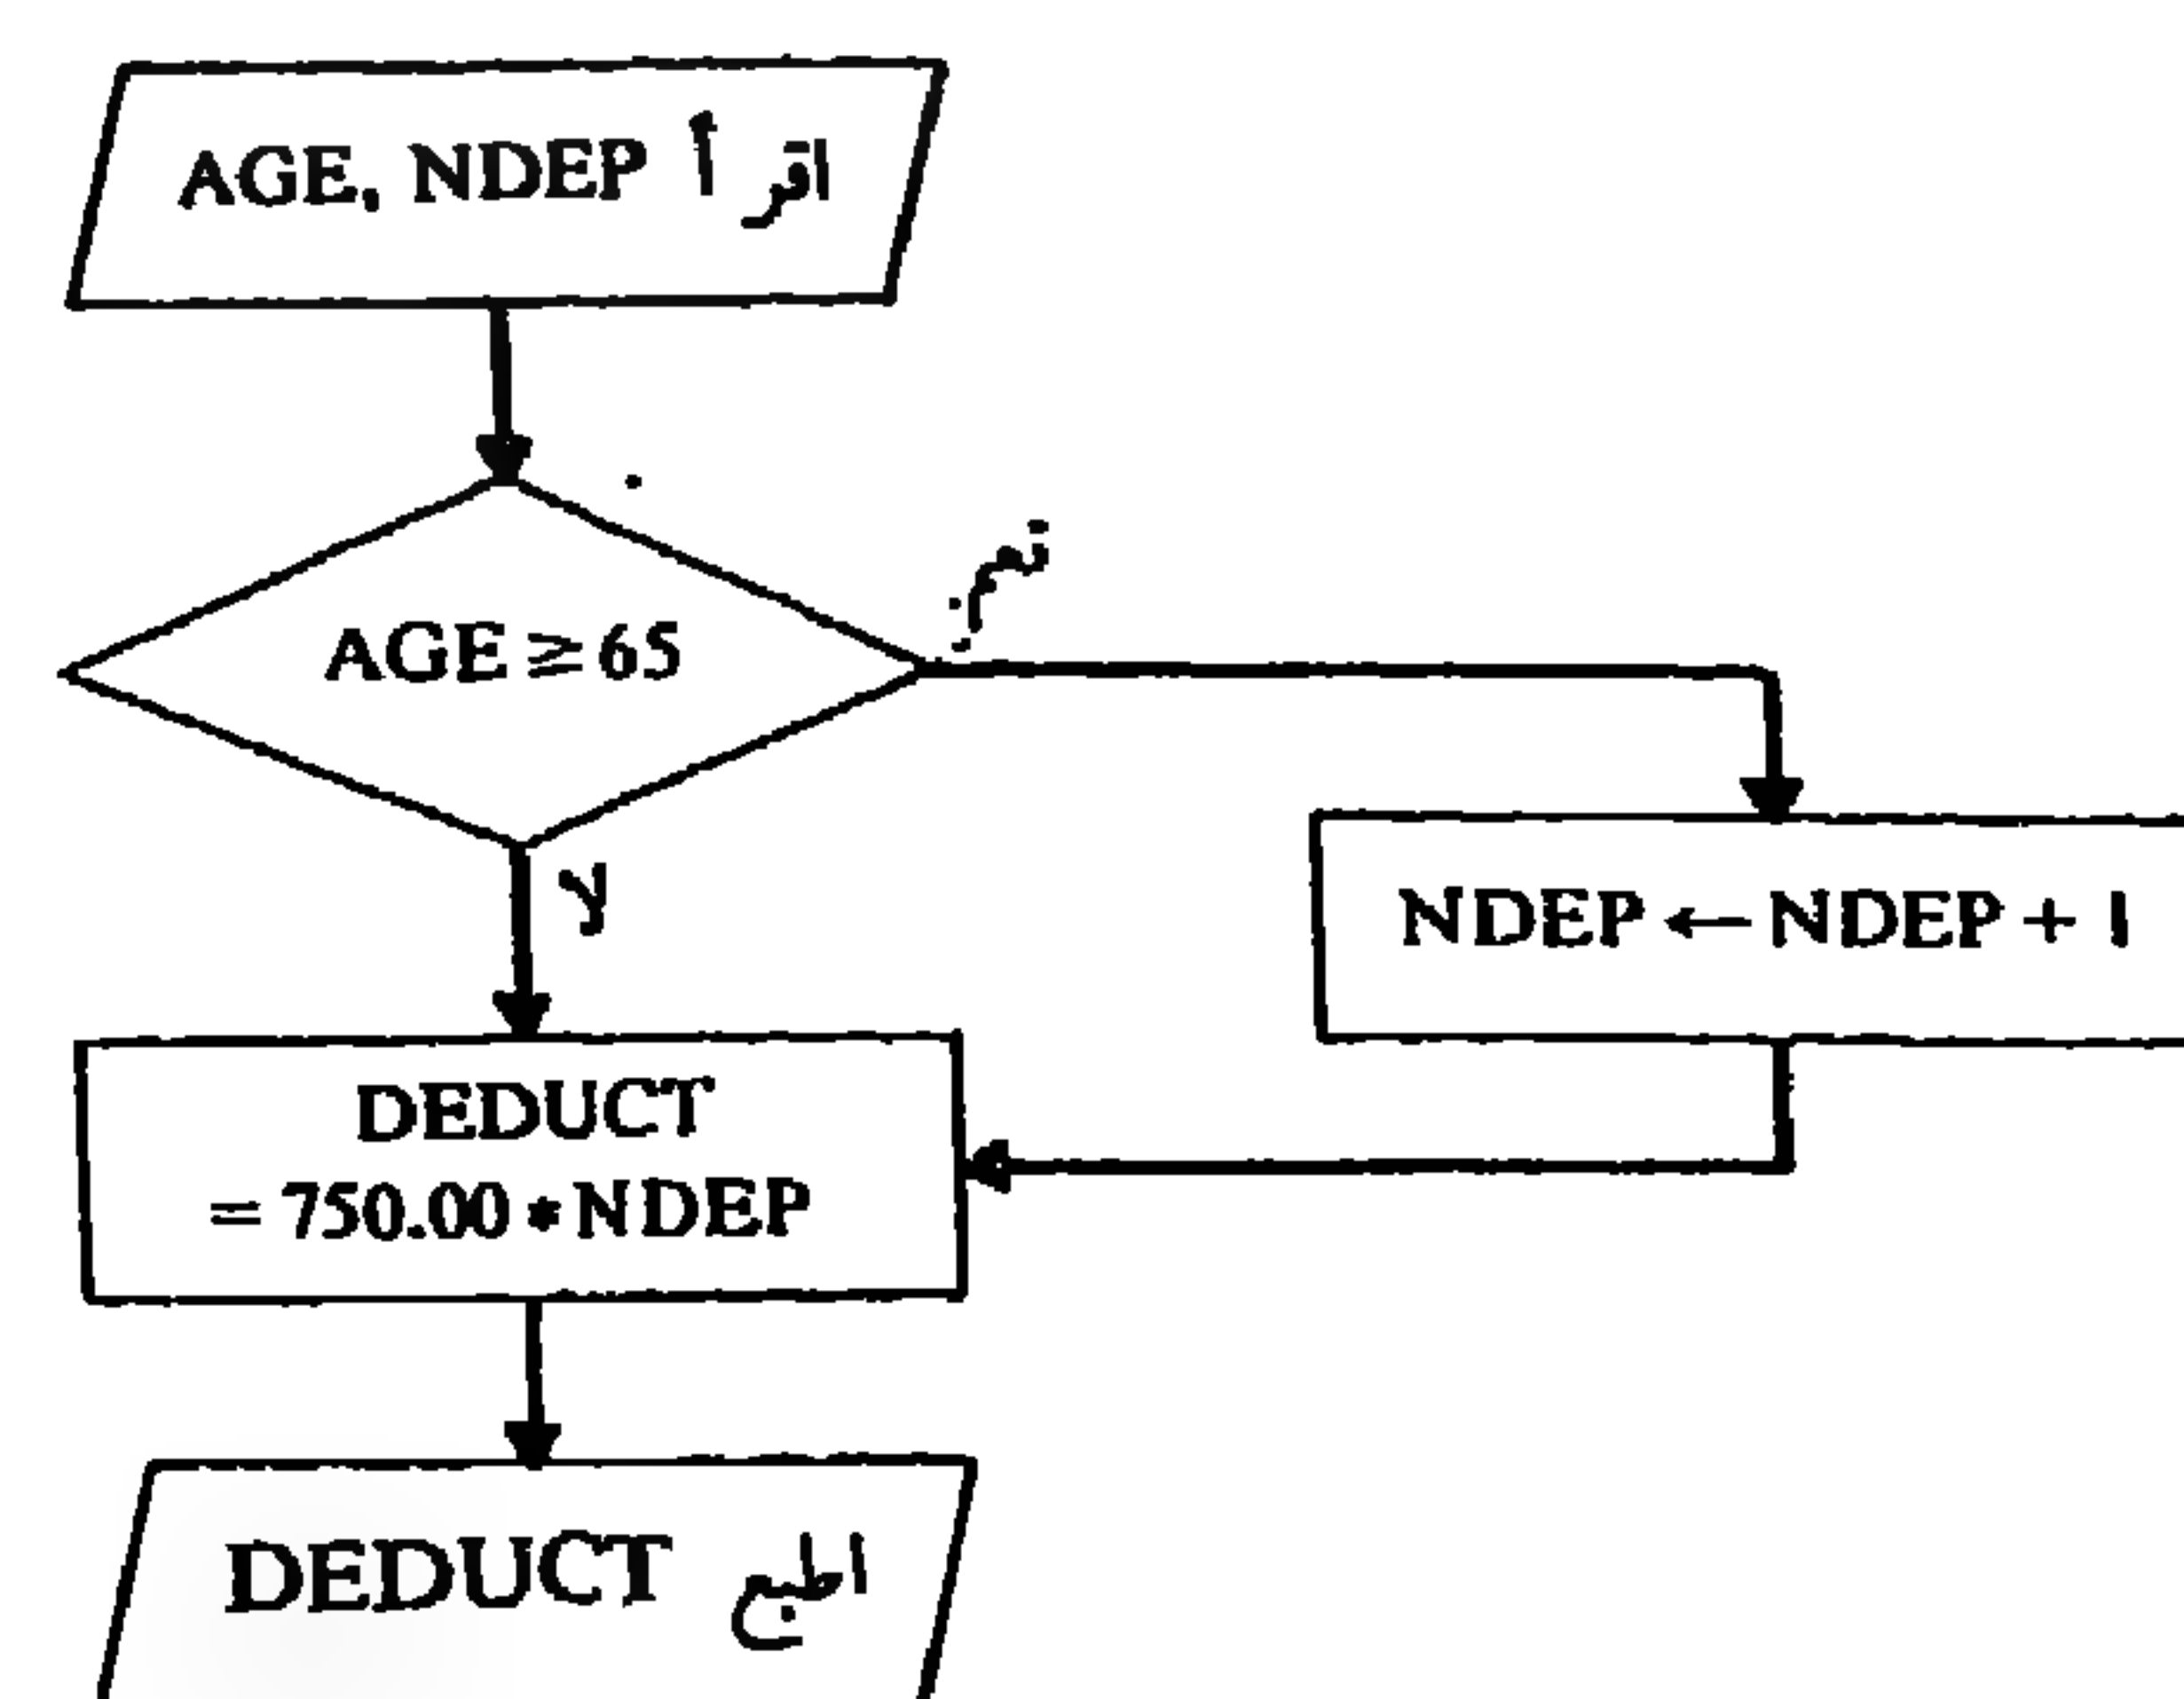 اقرأ AGE, NDEP
AGE ≥ 65
نعم
لا
NDEP ← NDEP + 1
DEDUCT
= 750.00 * NDEP
اطبع DEDUCT